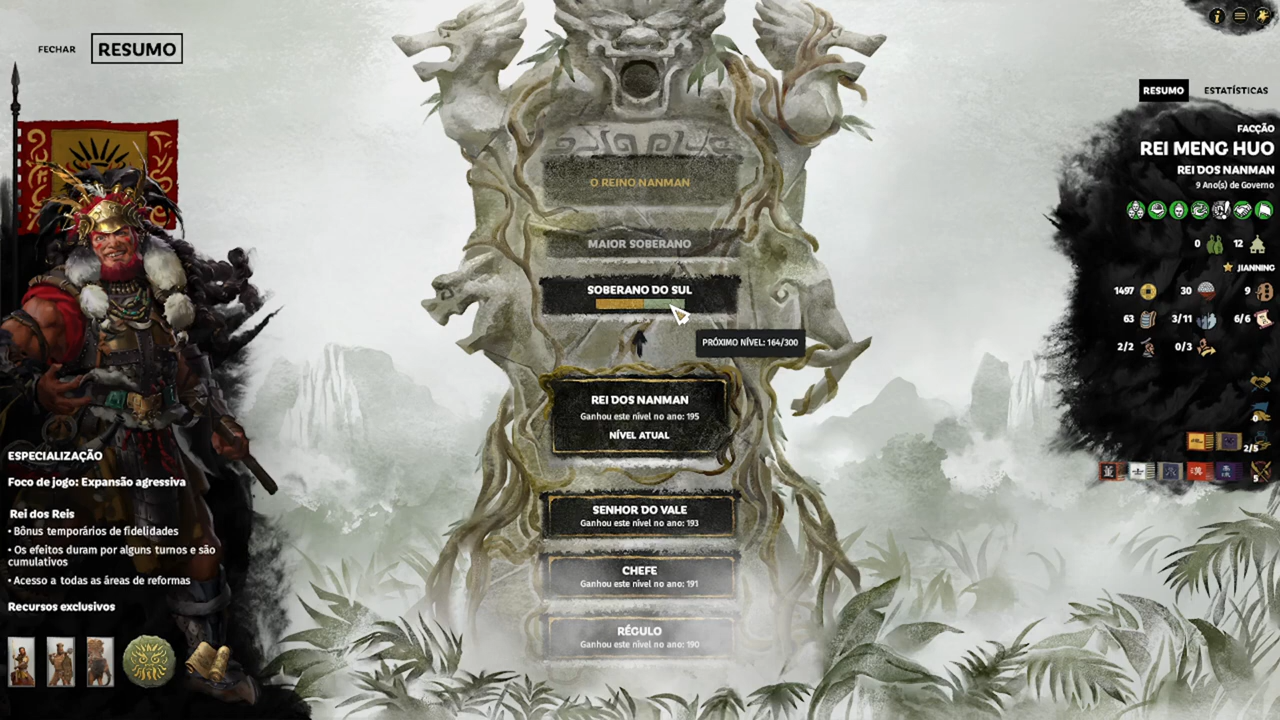 FECHAR
RESUMO
RESUMO
ESTATÍSTICAS
FACÇÃO
REI MENG HUO
REI DOS NANMAN
9 Ano(s) de Governo
0
12
JIANNING
1497
30
9
63
3/11
6/6
2/2
0/3
0
2/5
5
O REINO NANMAN
MAIOR SOBERANO
SOBERANO DO SUL
PRÓXIMO NÍVEL: 164/300
REI DOS NANMAN
Ganhou este nível no ano: 195
NÍVEL ATUAL
SENHOR DO VALE
Ganhou este nível no ano: 193
CHEFE
Ganhou este nível no ano: 191
RÉGULO
Ganhou este nível no ano: 190
ESPECIALIZAÇÃO
Foco de jogo: Expansão agressiva
Rei dos Reis
• Bônus temporários de fidelidades
• Os efeitos duram por alguns turnos e são
cumulativos
• Acesso a todas as áreas de reformas
Recursos exclusivos